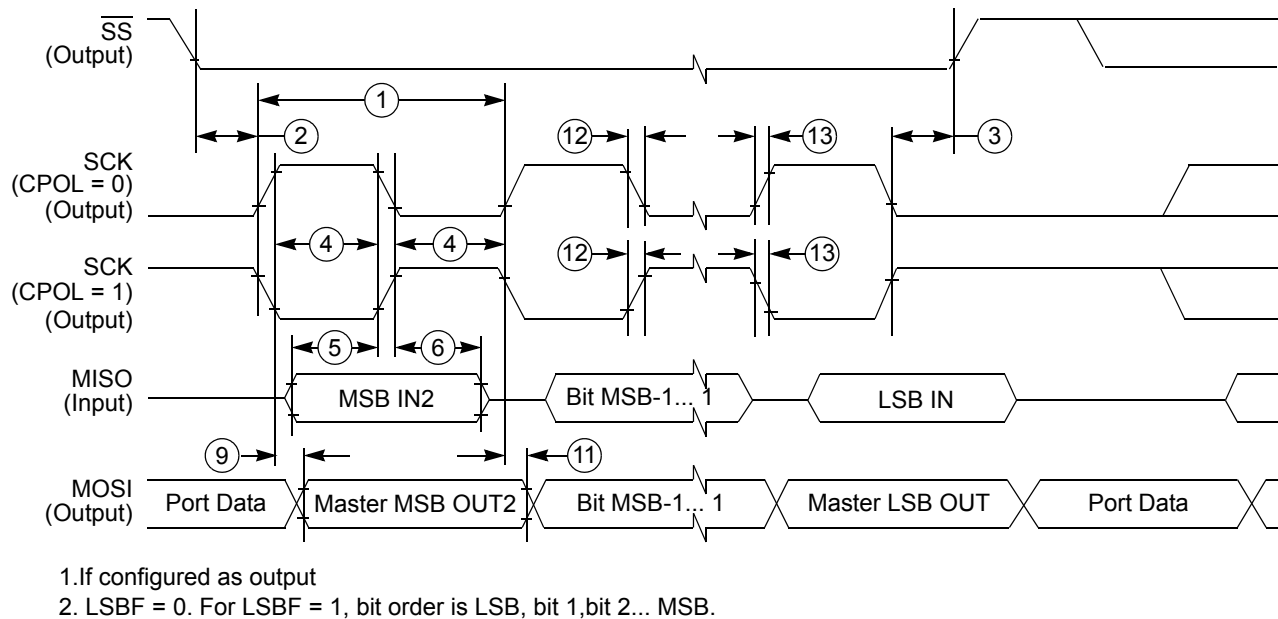 SS
(Output)
1
2
12
13
3
SCK
(CPOL = 0)
(Output)
4
4
12
13
SCK
(CPOL = 1)
(Output)
5
6
MISO
(Input)
MSB IN2
Bit MSB-1... 1
LSB IN
9
11
MOSI
(Output)
Port Data
Master MSB OUT2
Bit MSB-1... 1
Master LSB OUT
Port Data
1.If configured as output
2. LSBF = 0. For LSBF = 1, bit order is LSB, bit 1,bit 2... MSB.